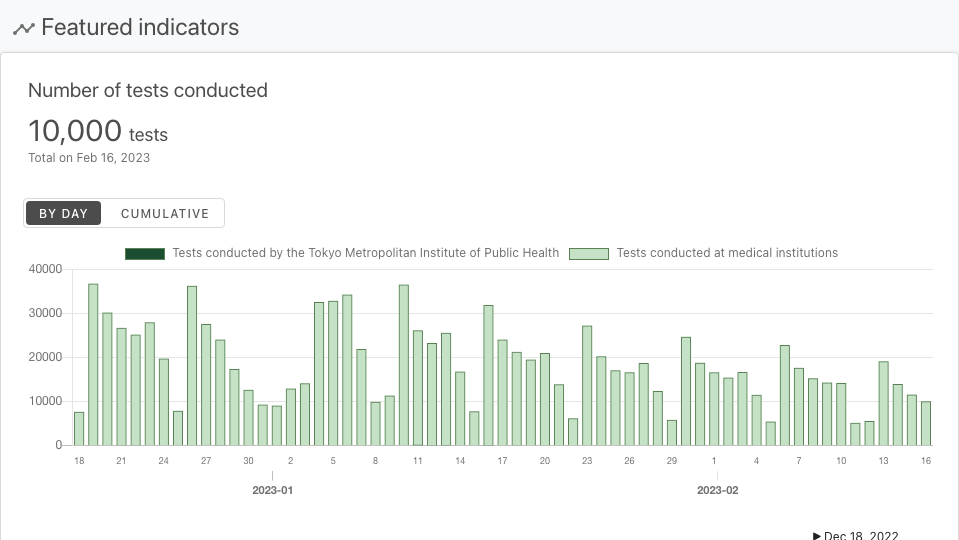 Featured indicators
Number of tests conducted
10,000 tests
Total on Feb 16, 2023
BY DAY CUMULATIVE
Tests conducted by the Tokyo Metropolitan Institute of Public Health Tests conducted at medical institutions
40000
30000
20000
10000
0
18 21 24 27 30 2 5 8 11 14 17 20 23 26 29 1 4 7 10 13 16
2023-01 2023-02
▶ Dec 18, 2022